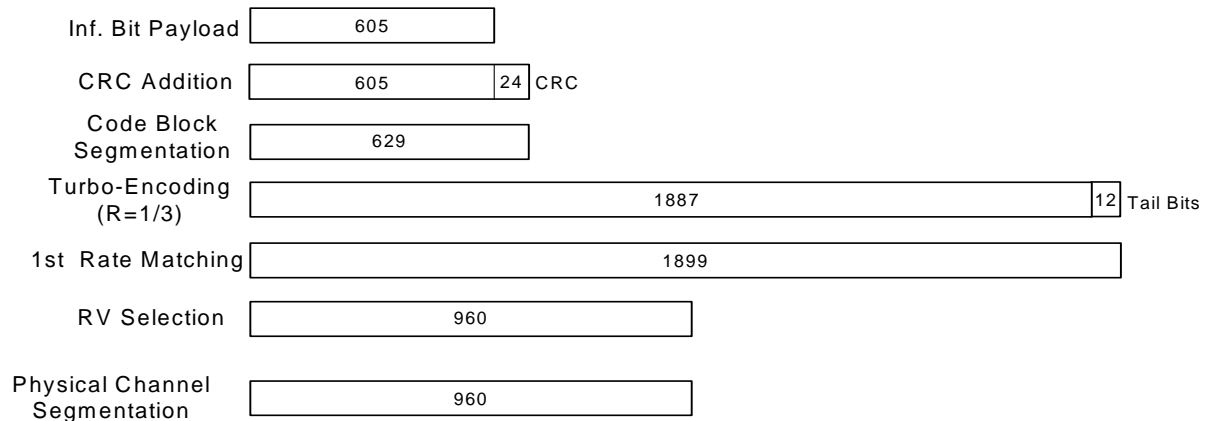 Inf. Bit Payload 605
CRC Addition 605 24 CRC
Code Block
Segmentation
629
Turbo-Encoding
(R=1/3)
1887 12 Tail Bits
1st Rate Matching 1899
RV Selection 960
Physical Channel
Segmentation
960